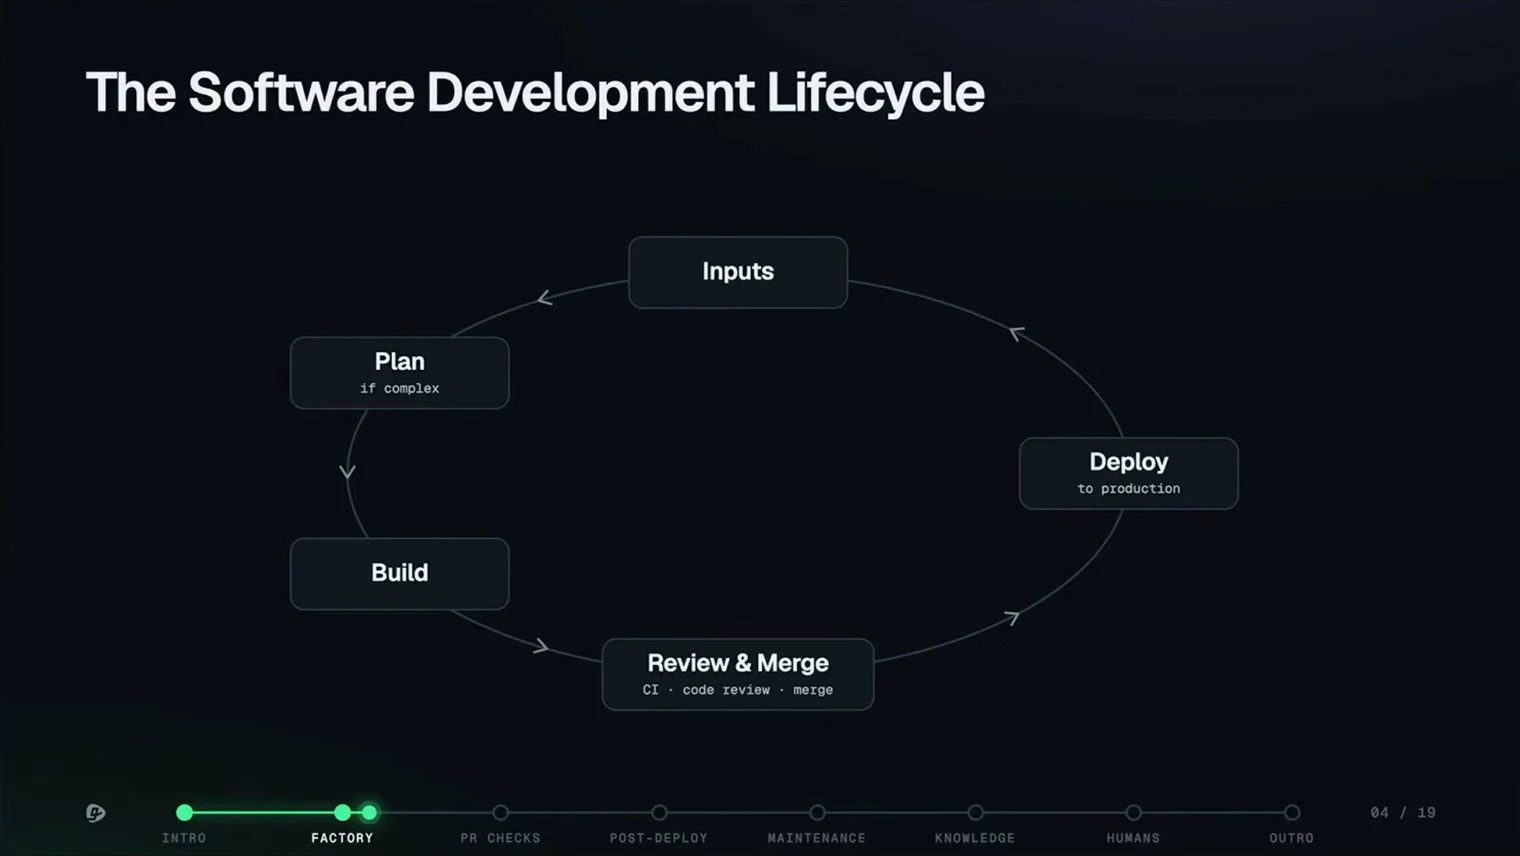 The Software Development Lifecycle
Inputs
Plan
if complex
Deploy
to production
Build
Review & Merge
CI · code review · merge
INTRO
FACTORY
PR CHECKS
POST-DEPLOY
MAINTENANCE
KNOWLEDGE
HUMANS
OUTRO
04 / 19